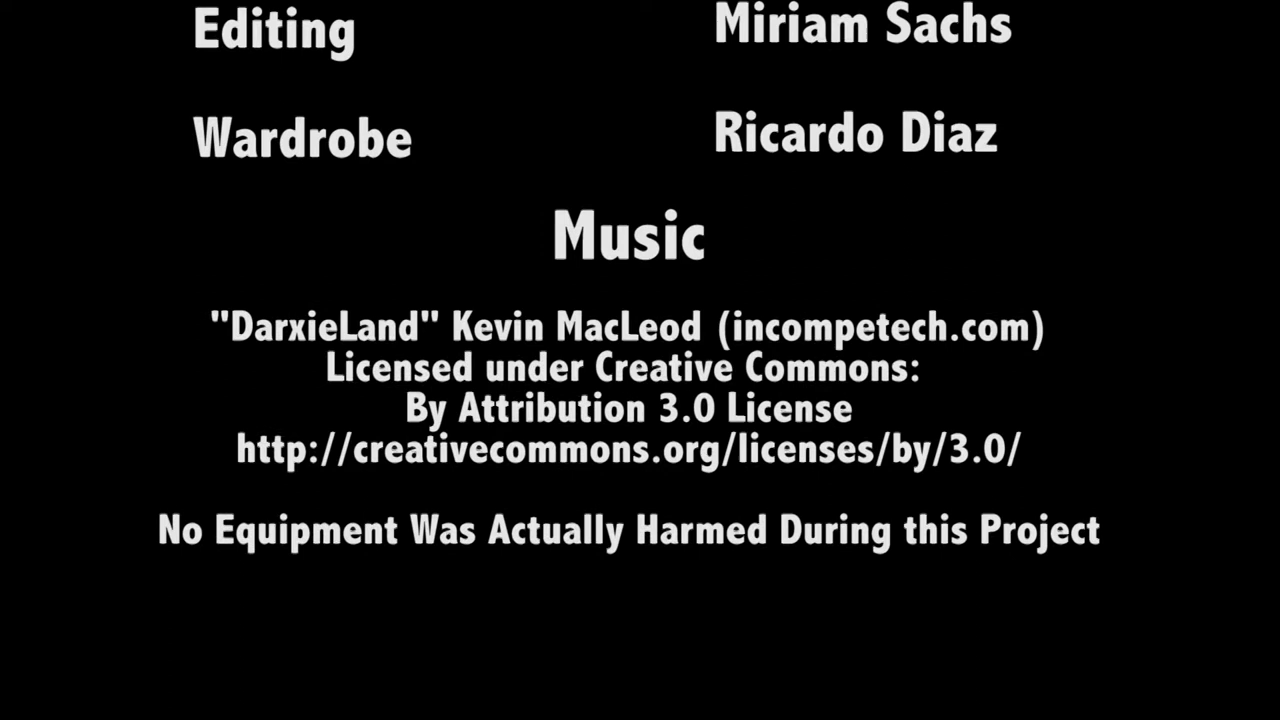 Editing Miriam Sachs
Wardrobe Ricardo Diaz
Music
"DarxieLand" Kevin MacLeod (incompetech.com)
Licensed under Creative Commons:
By Attribution 3.0 License
http://creativecommons.org/licenses/by/3.0/
No Equipment Was Actually Harmed During this Project